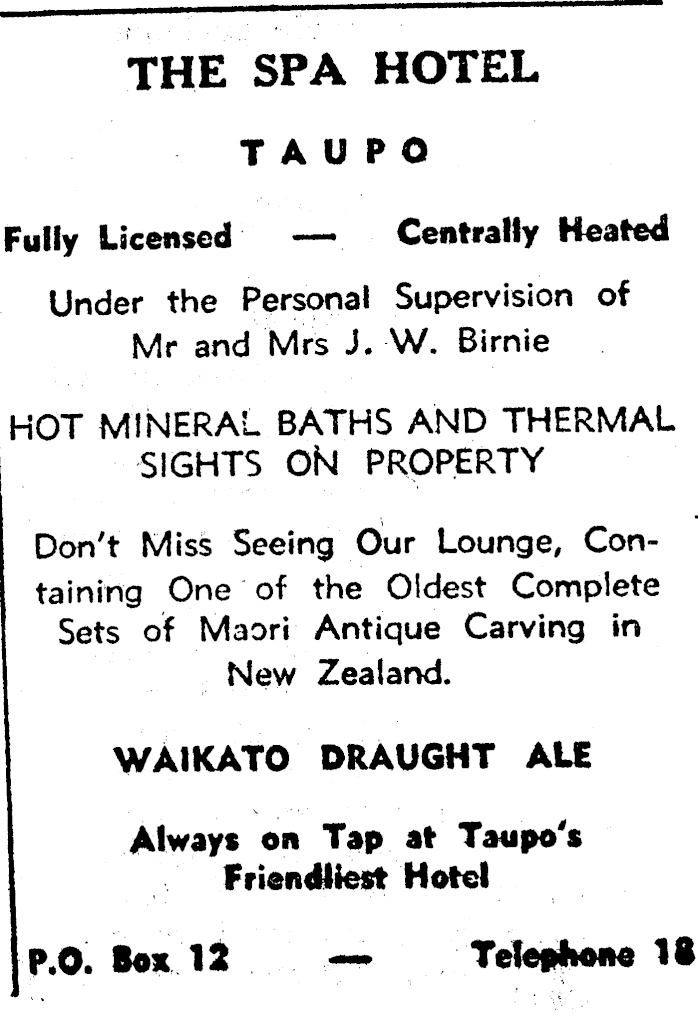 THE SPA HOTEL
TAUPO
Fully Licensed — Centrally Heated
Under the Personal Supervision of
Mr and Mrs J. W. Birnie
HOT MINERAL BATHS AND THERMAL
SIGHTS ON PROPERTY
Don't Miss Seeing Our Lounge, Con-
taining One of the Oldest Complete
Sets of Maori Antique Carving in
New Zealand.
WAIKATO DRAUGHT ALE
Always on Tap at Taupo's
Friendliest Hotel
P.O. Box 12 — Telephone 18